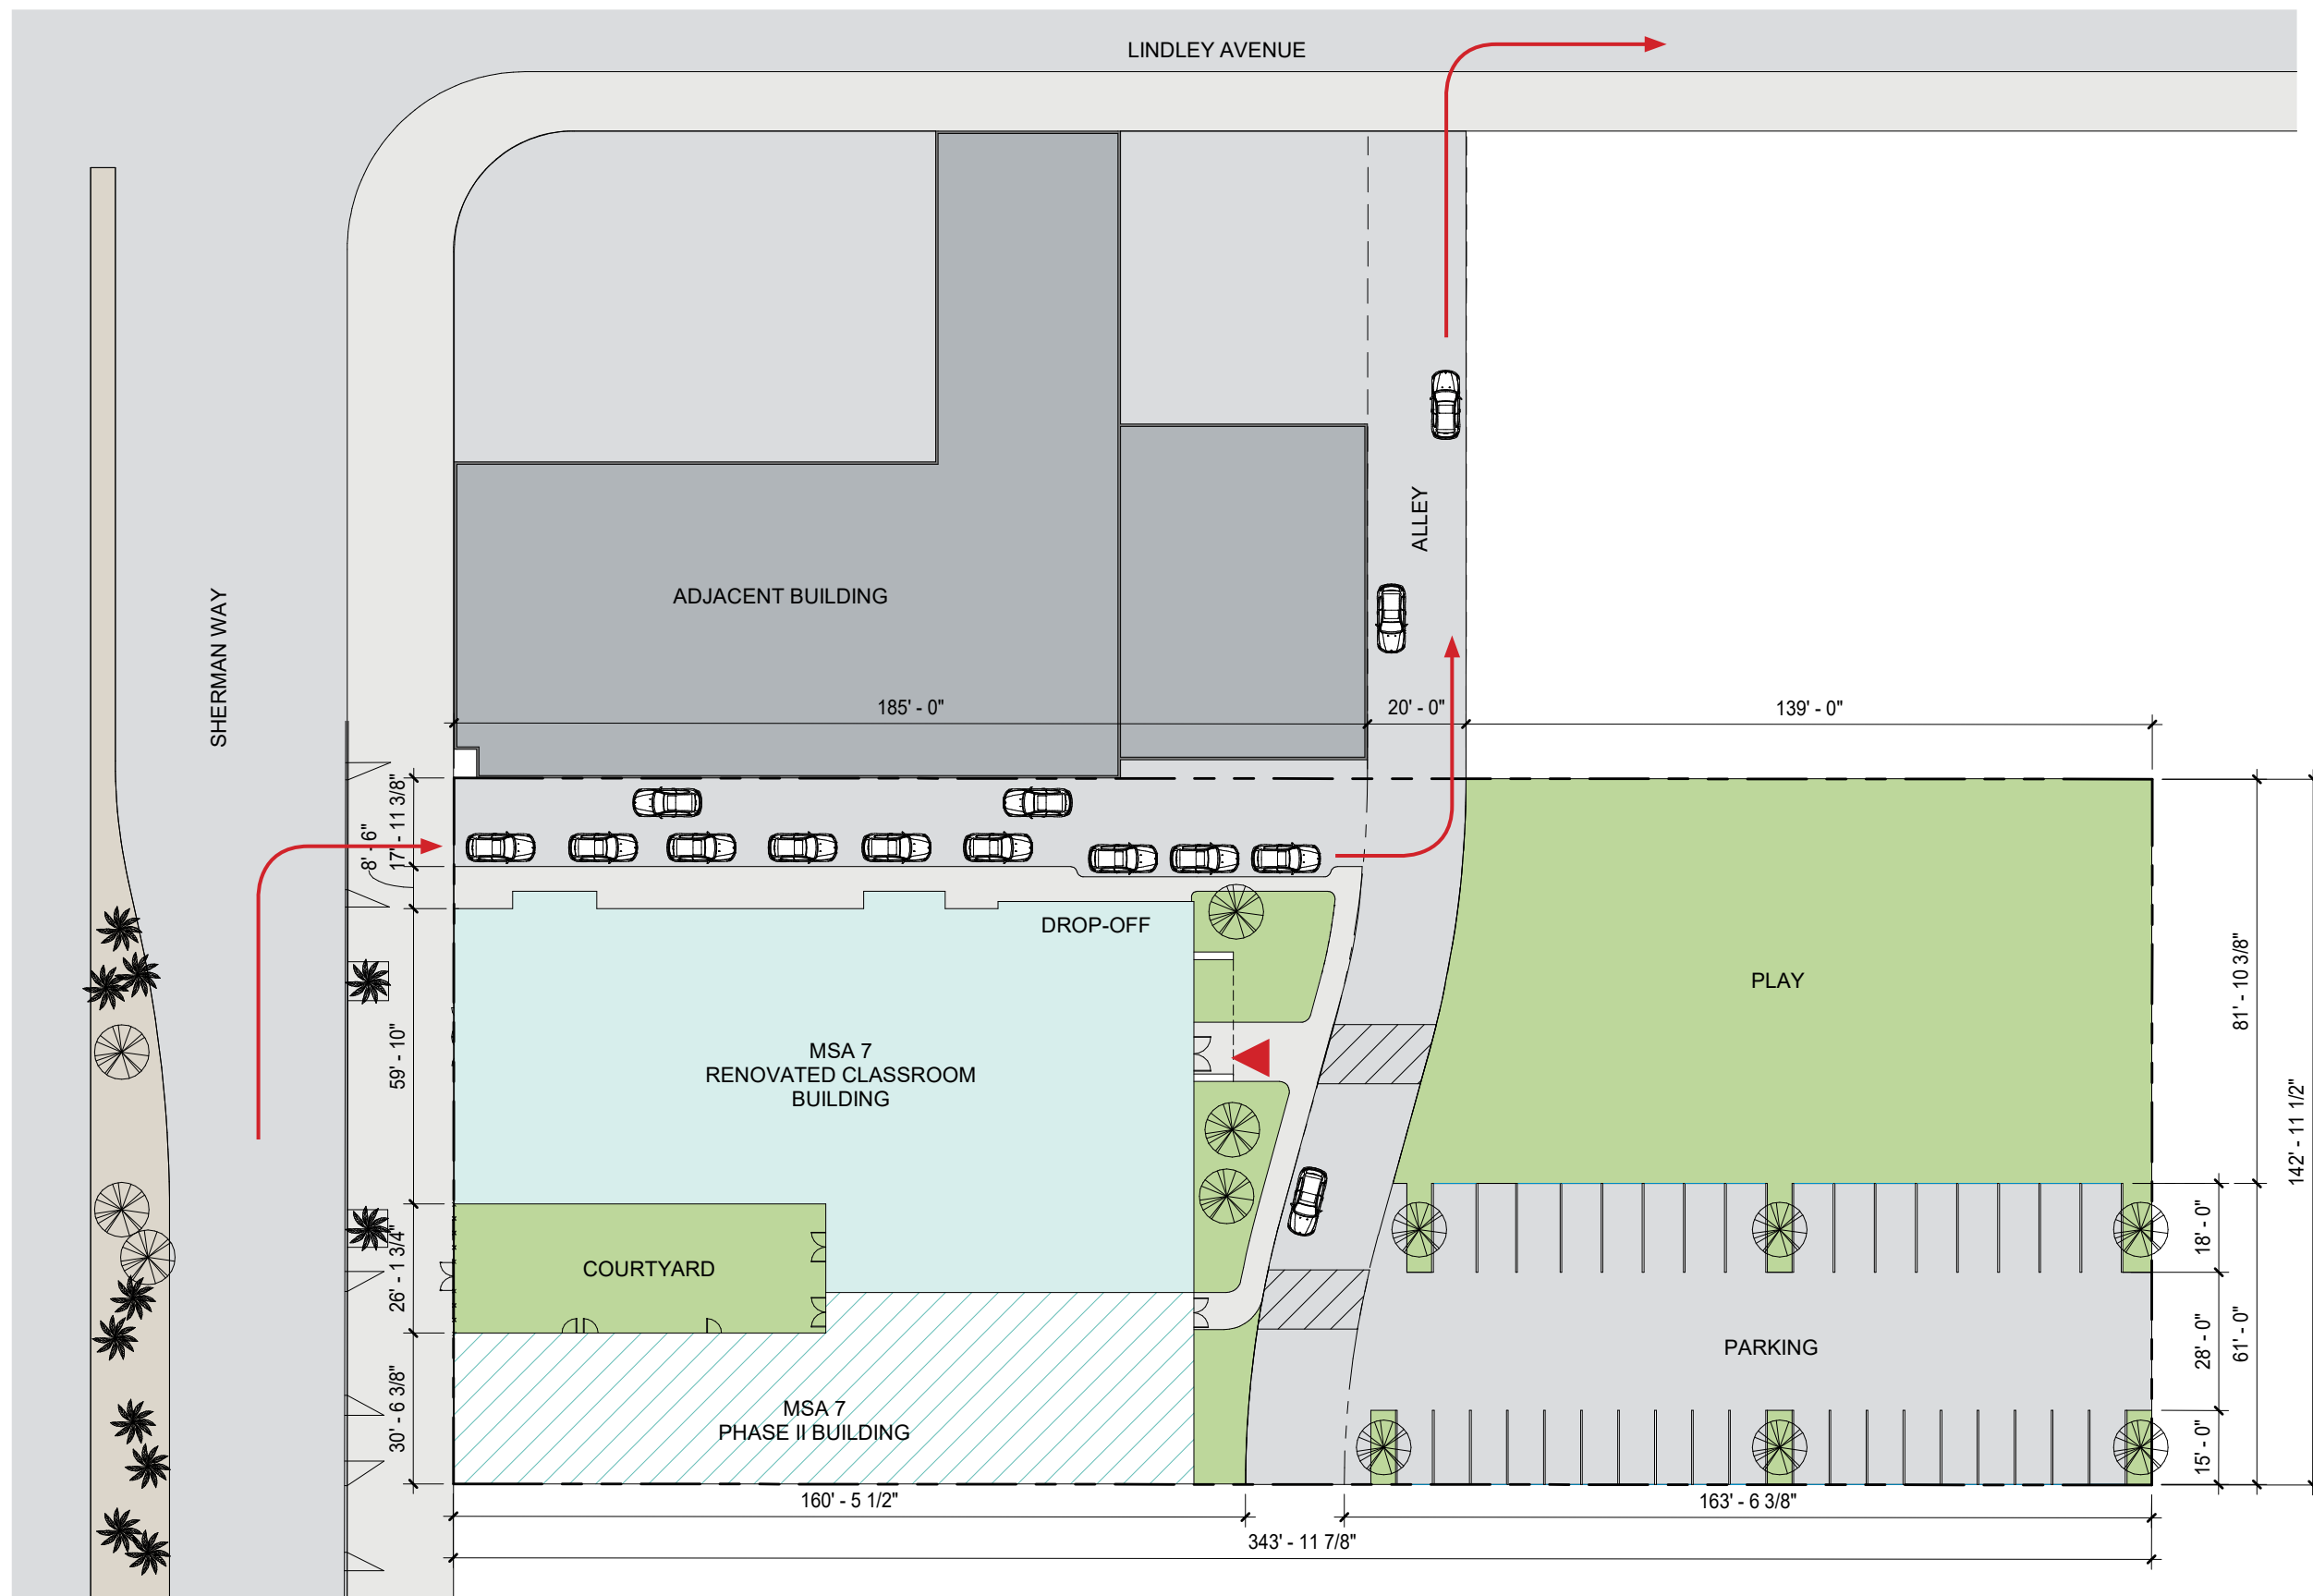 LINDLEY AVENUE
SHERMAN WAY
ALLEY
ADJACENT BUILDING
185' - 0"
20' - 0"
139' - 0"
17' - 11 3/8"
8' - 6"
DROP-OFF
PLAY
81' - 10 3/8"
142' - 11 1/2"
59' - 10"
MSA 7
RENOVATED CLASSROOM
BUILDING
COURTYARD
26' - 1 3/4"
18' - 0"
28' - 0"
61' - 0"
PARKING
MSA 7
PHASE II BUILDING
30' - 6 3/8"
15' - 0"
160' - 5 1/2"
163' - 6 3/8"
343' - 11 7/8"